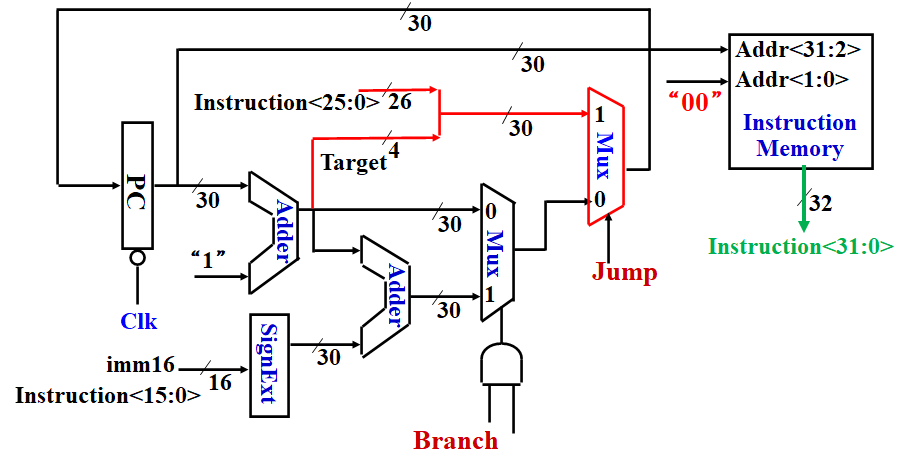 30
30
Addr<31:2>
Instruction<25:0>
26
Addr<1:0>
“00”
30
1
Mux
0
Instruction
Memory
Target
4
PC
30
Adder
30
0
Mux
1
32
Instruction<31:0>
“1”
Adder
30
Jump
Clk
SignExt
30
imm16
16
Instruction<15:0>
Branch